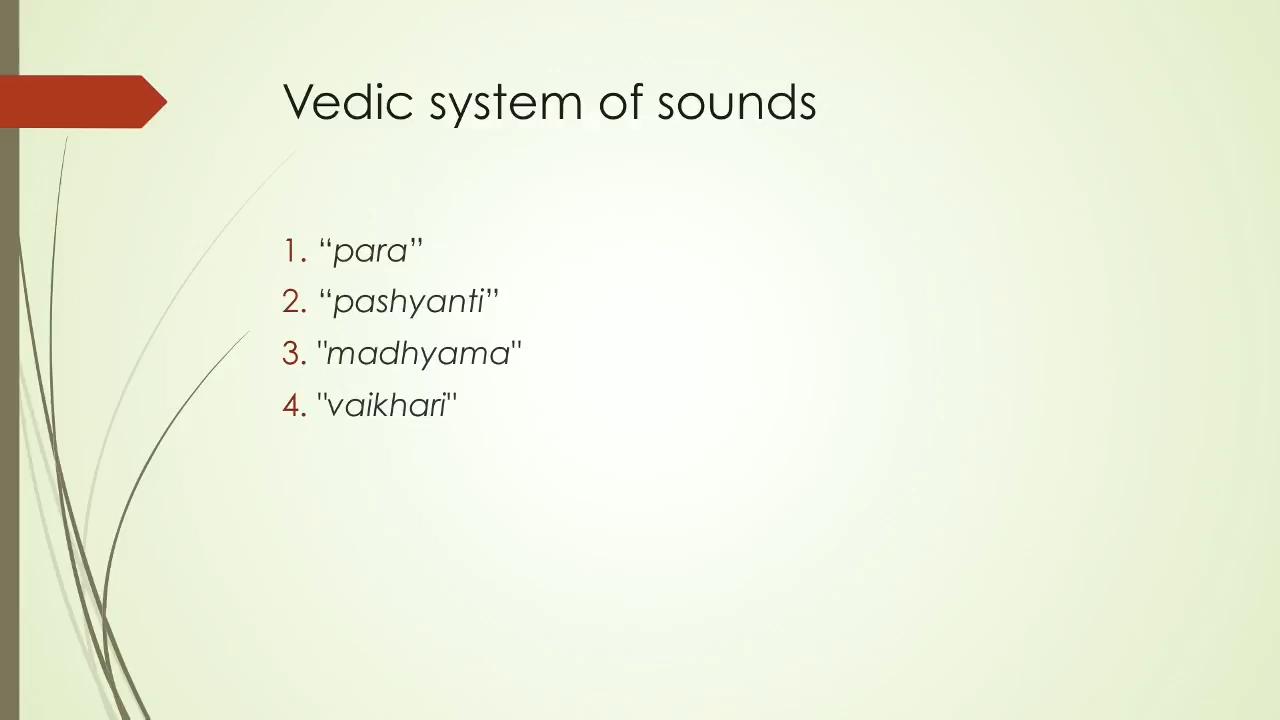 Vedic system of sounds
1. “para”
2. “pashyanti”
3. "madhyama"
4. "vaikhari"